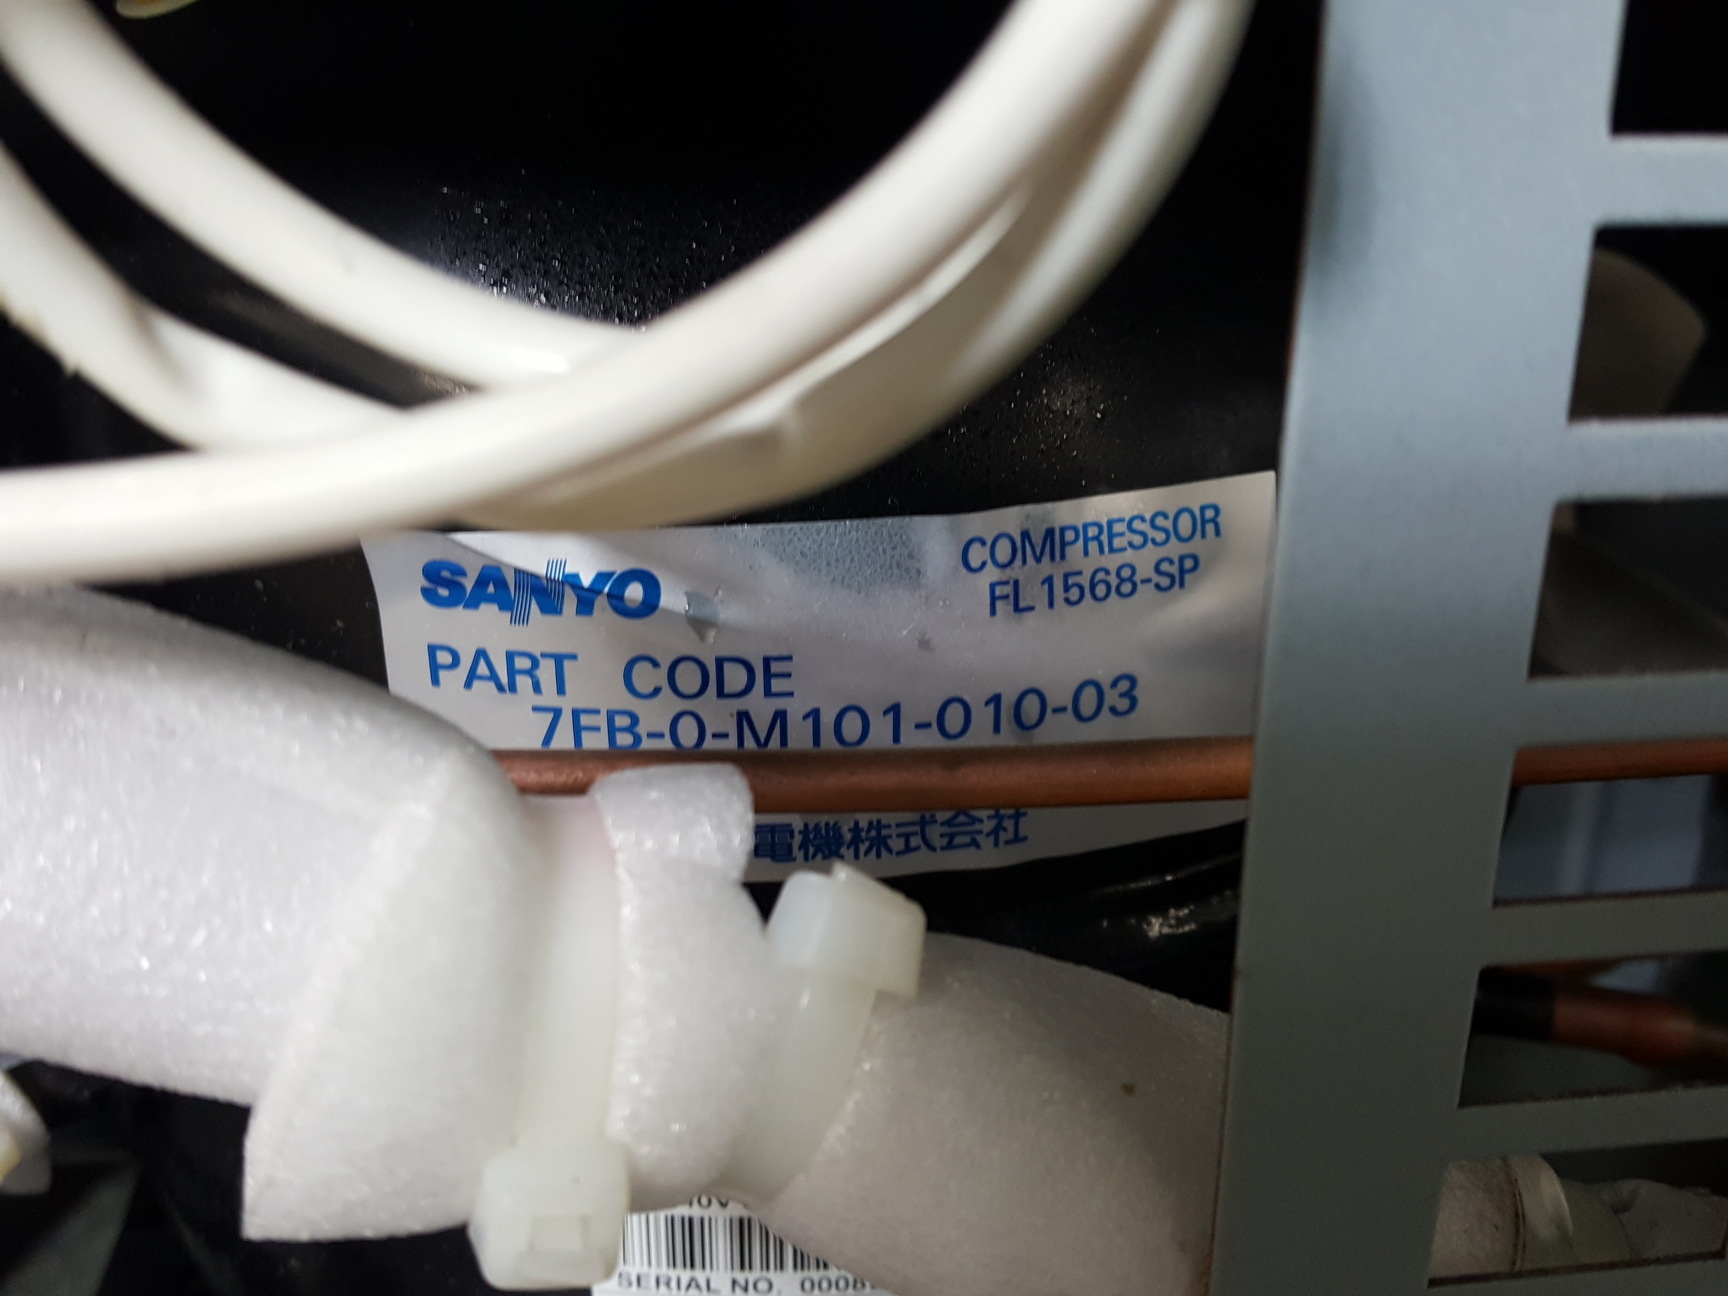 SANYO
COMPRESSOR
FL1568-SP
PART CODE
7FB-0-M101-010-03
電機株式会社
SERIAL NO.